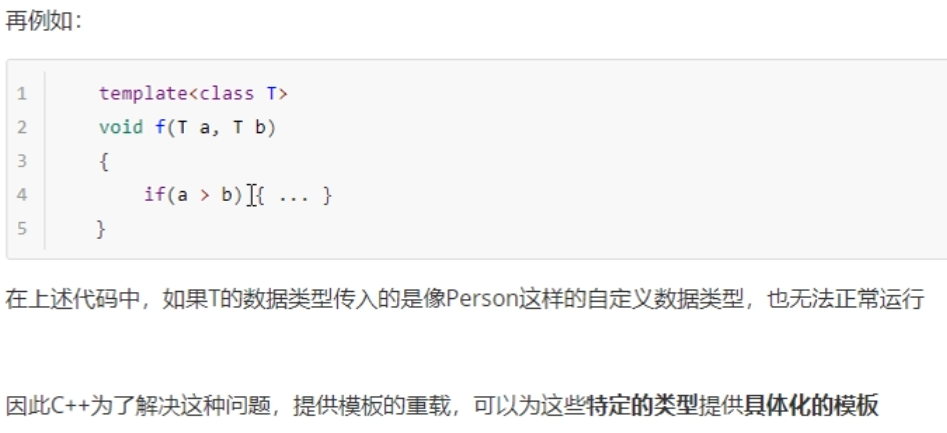 再例如：
1 template<class T>
2 void f(T a, T b)
3 {
4 if(a > b) { ... }
5 }
在上述代码中，如果T的数据类型传入的是像Person这样的自定义数据类型，也无法正常运行
因此C++为了解决这种问题，提供模板的重载，可以为这些特定的类型提供具体化的模板